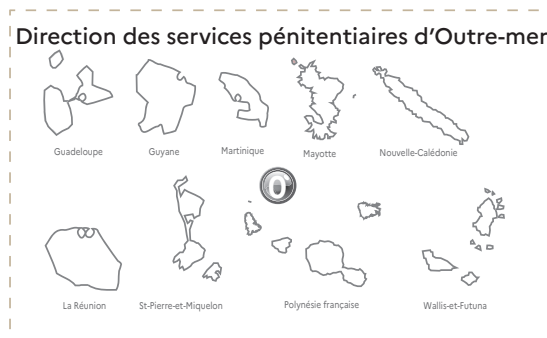 Direction des services pénitentiaires d'Outre-mer
Guadeloupe
Guyane
Martinique
Mayotte
Nouvelle-Calédonie
0
La Réunion
St-Pierre-et-Miquelon
Polynésie française
Wallis-et-Futuna